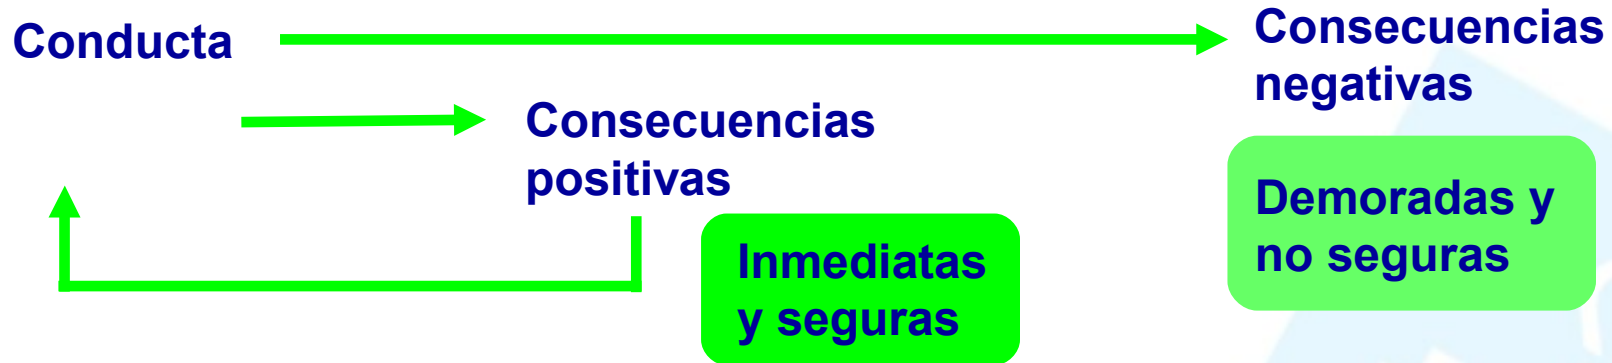 Conducta
Consecuencias
negativas
Consecuencias
positivas
Demoradas y
no seguras
Inmediatas
y seguras